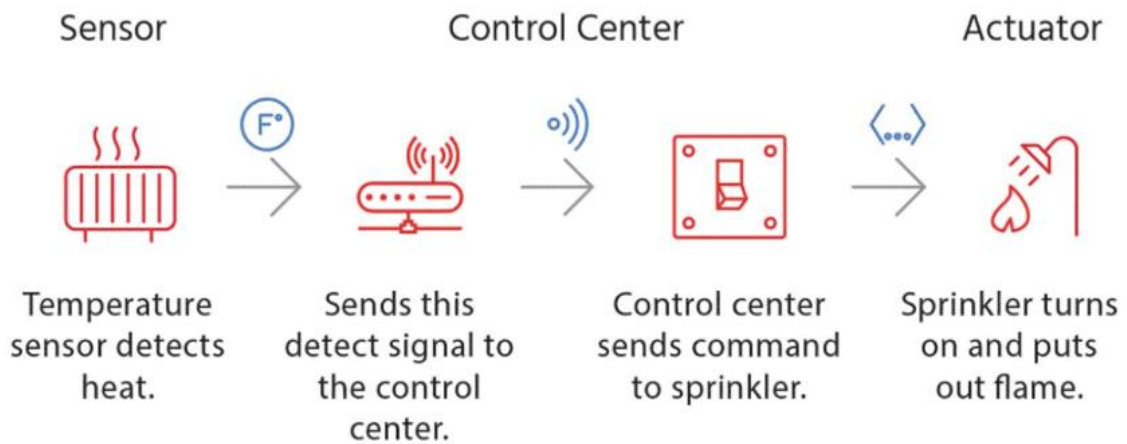 Sensor
Control Center
Actuator
F°
Temperature
sensor detects
heat.
Sends this
detect signal to
the control
center.
Control center
sends command
to sprinkler.
Sprinkler turns
on and puts
out flame.